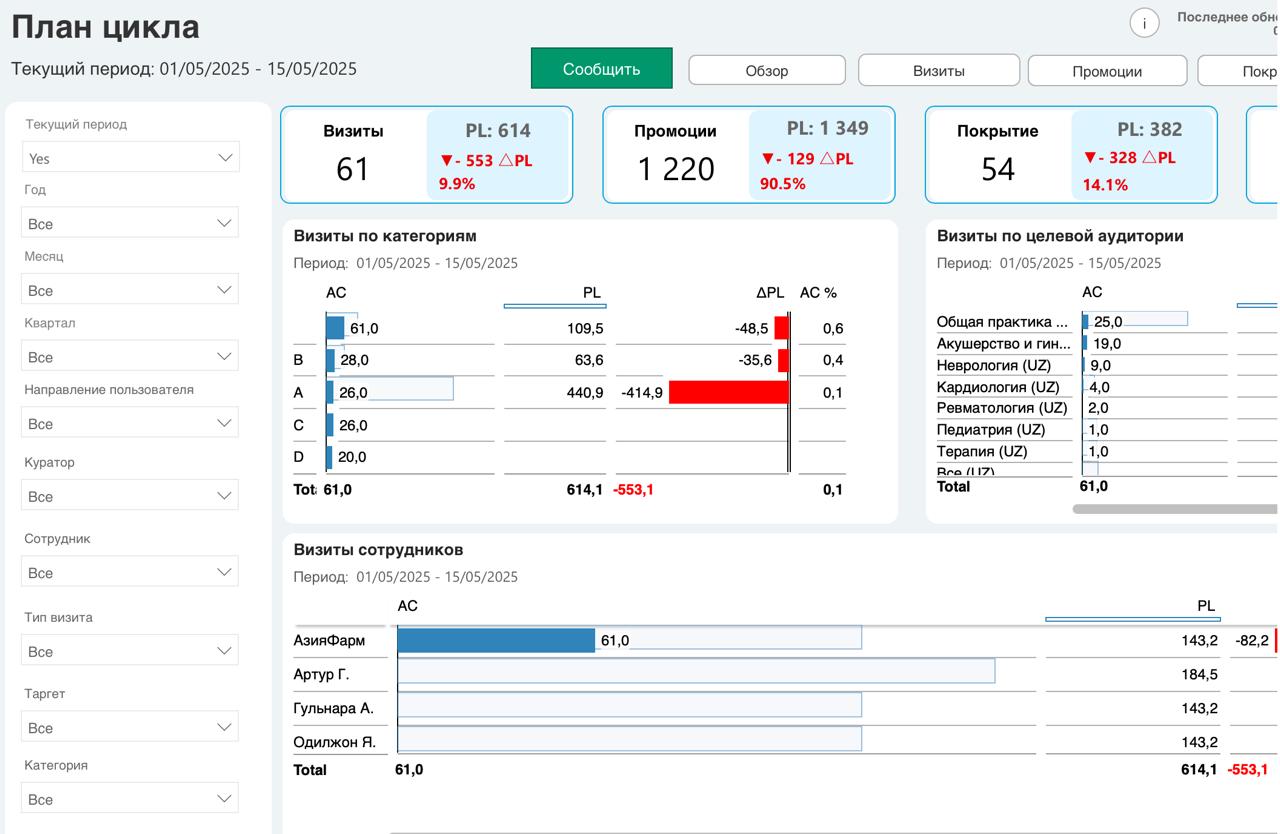 План цикла
i
Последнее обн
Текущий период: 01/05/2025 - 15/05/2025
Сообщить
Обзор
Визиты
Промоции
Покр
Текущий период
Yes
Год
Все
Месяц
Все
Квартал
Все
Направление пользователя
Все
Куратор
Все
Сотрудник
Все
Тип визита
Все
Таргет
Все
Категория
Все
Визиты
61
PL: 614
▼- 553 △PL
9.9%
Промоции
1 220
PL: 1 349
▼- 129 △PL
90.5%
Покрытие
54
PL: 382
▼- 328 △PL
14.1%
Визиты по категориям
Период: 01/05/2025 - 15/05/2025
AC PL ΔPL AC %
61,0 109,5 -48,5 0,6
B 28,0 63,6 -35,6 0,4
A 26,0 440,9 -414,9 0,1
C 26,0
D 20,0
Tota 61,0 614,1 -553,1 0,1
Визиты по целевой аудитории
Период: 01/05/2025 - 15/05/2025
AC
Общая практика ... 25,0
Акушерство и гин... 19,0
Неврология (UZ) 9,0
Кардиология (UZ) 4,0
Ревматология (UZ) 2,0
Педиатрия (UZ) 1,0
Терапия (UZ) 1,0
Все (UZ)
Total 61,0
Визиты сотрудников
Период: 01/05/2025 - 15/05/2025
AC PL
АзияФарм 61,0 143,2 -82,2
Артур Г. 184,5
Гульнара А. 143,2
Одилжон Я. 143,2
Total 61,0 614,1 -553,1